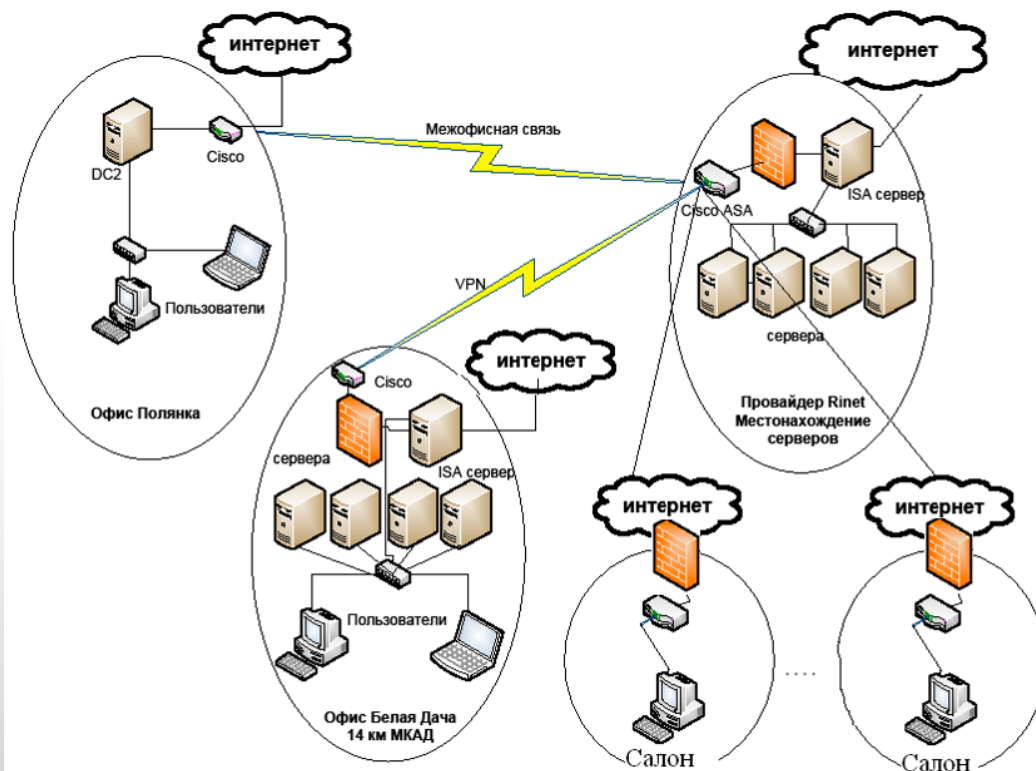 интернет
интернет
Межофисная связь
DC2
Cisco
Cisco ASA
ISA сервер
Пользователи
VPN
сервера
Офис Полянка
Cisco
интернет
Провайдер Rinet
Местонахождение
серверов
сервера
ISA сервер
интернет
интернет
Пользователи
....
Офис Белая Дача
14 км МКАД
Салон
Салон